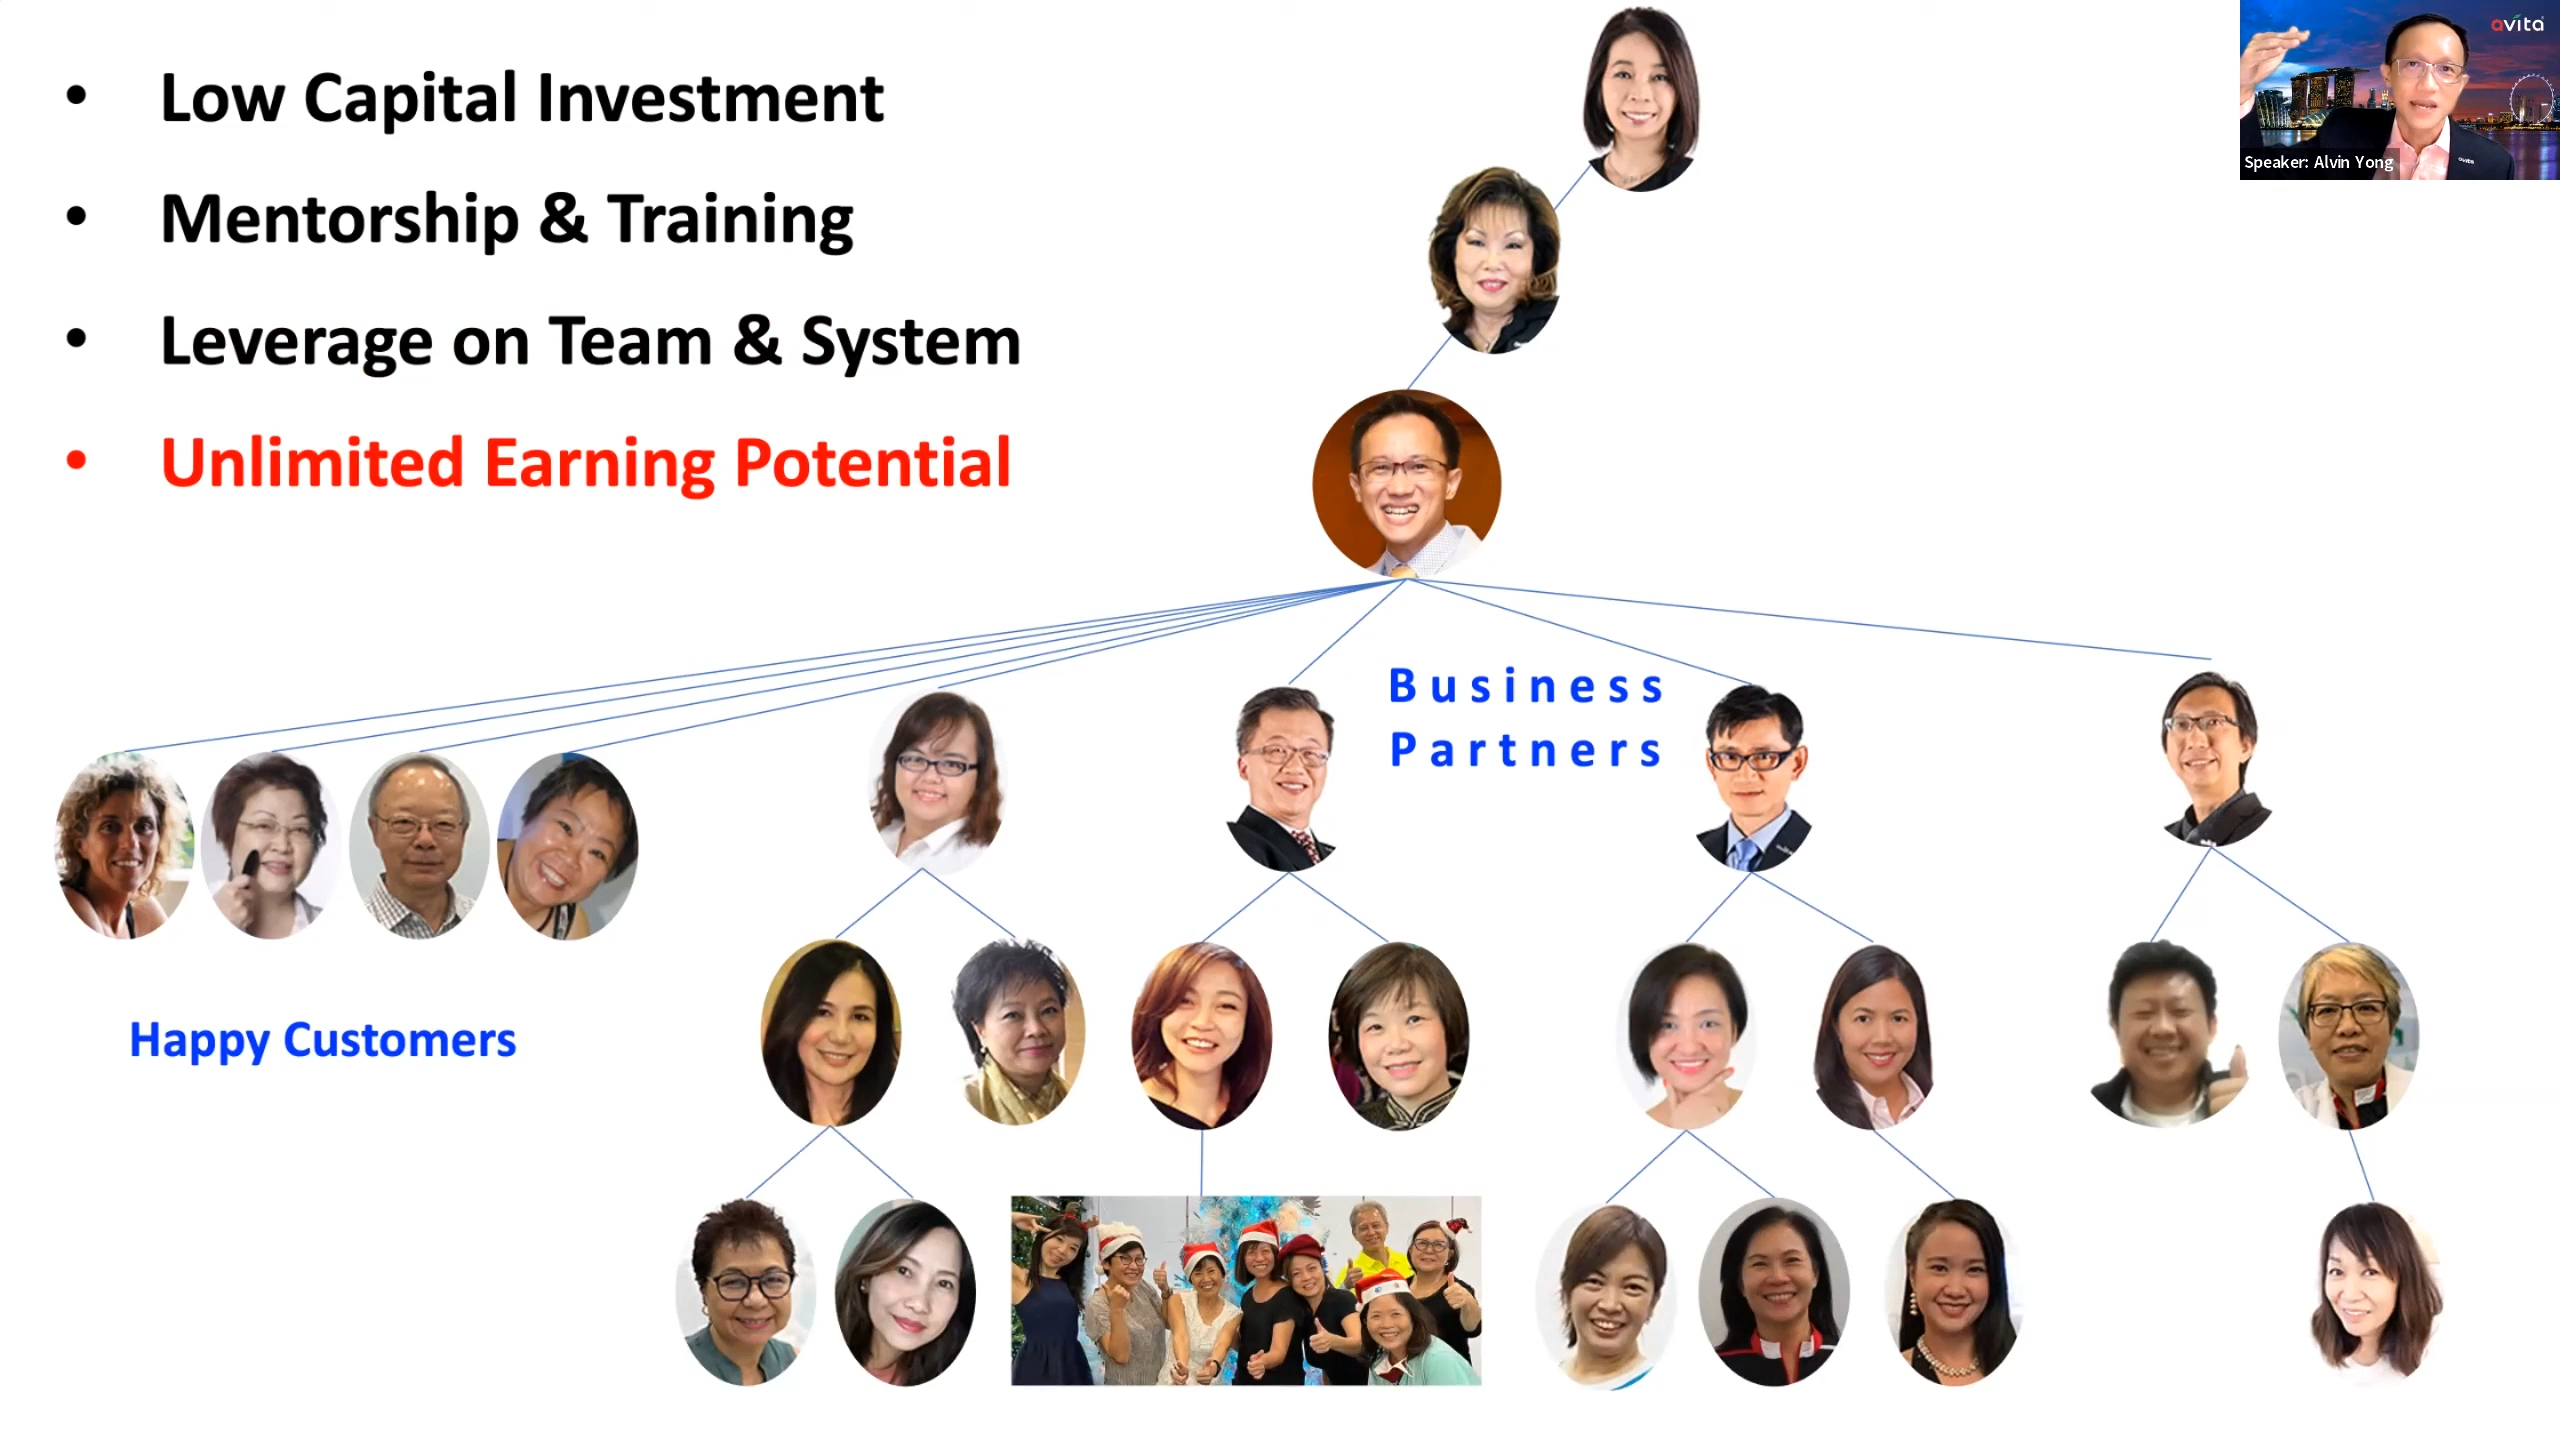 • Low Capital Investment
• Mentorship & Training
• Leverage on Team & System
• Unlimited Earning Potential
avita
Speaker: Alvin Yong
Business
Partners
Happy Customers